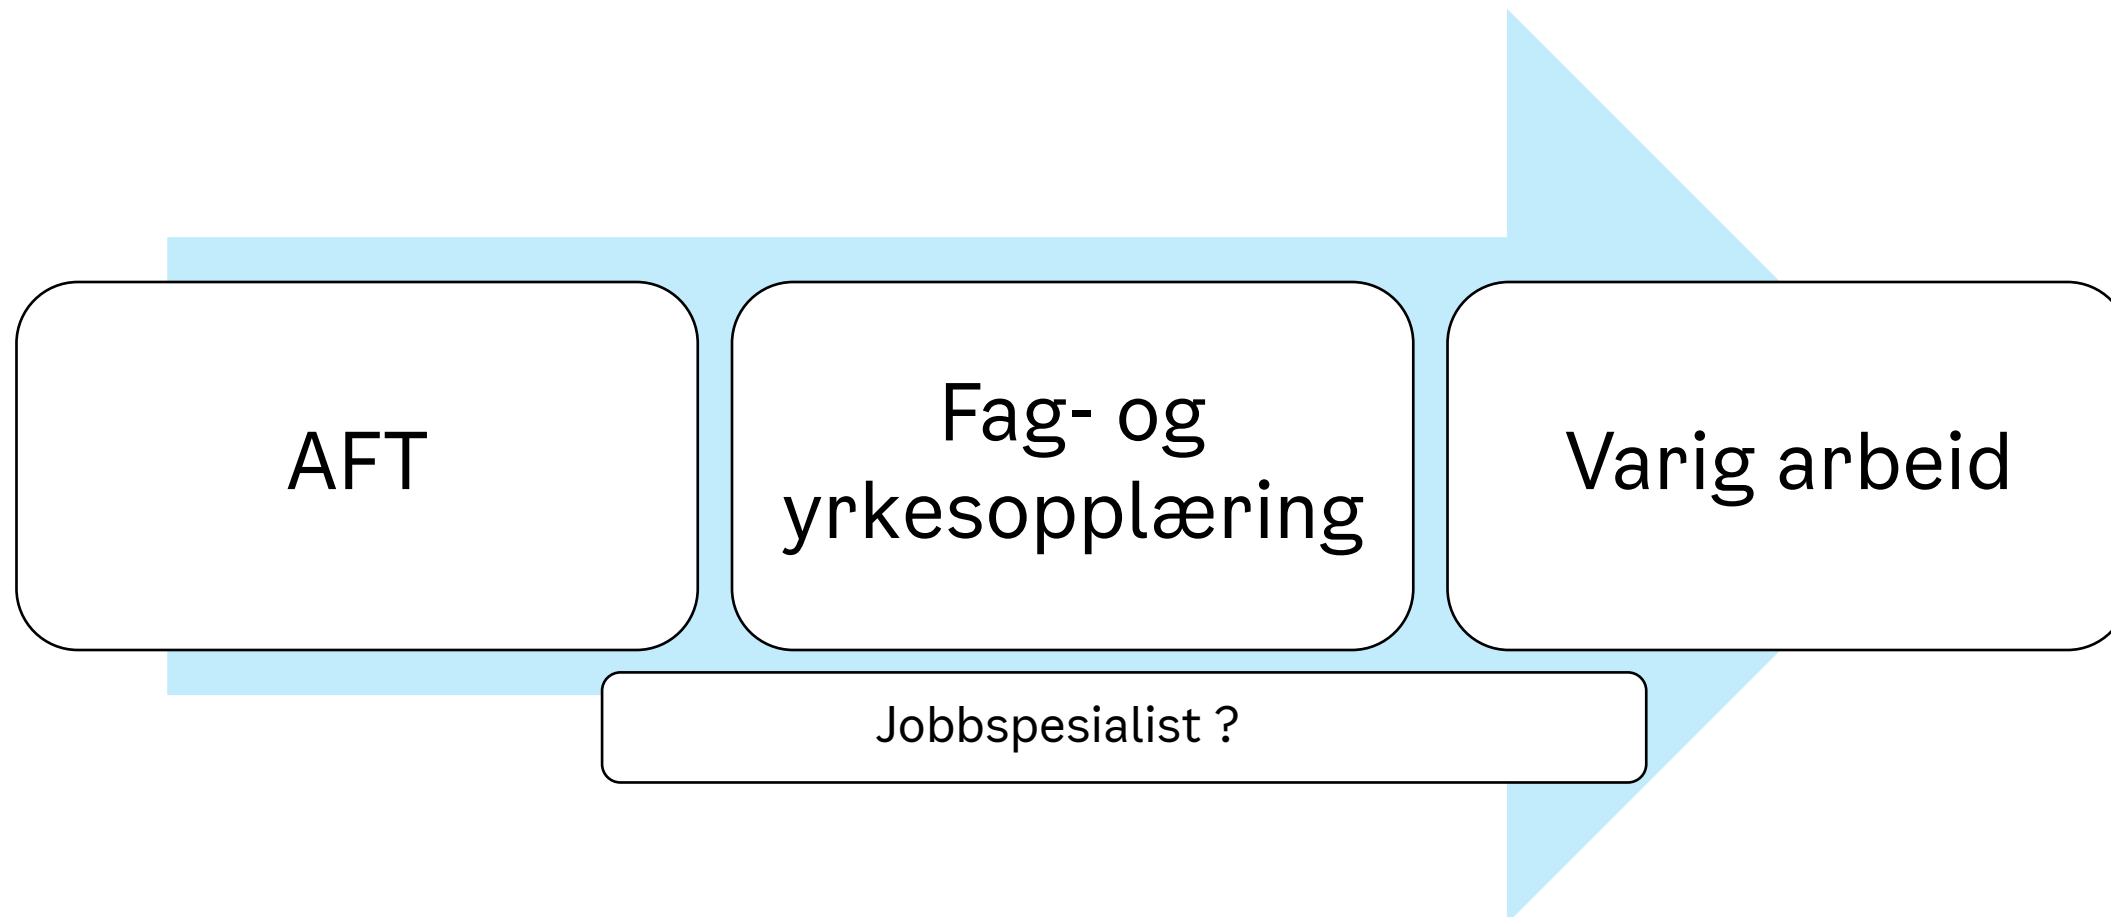 AFT
Fag- og
yrkesopplæring
Varig arbeid
Jobbspesialist ?